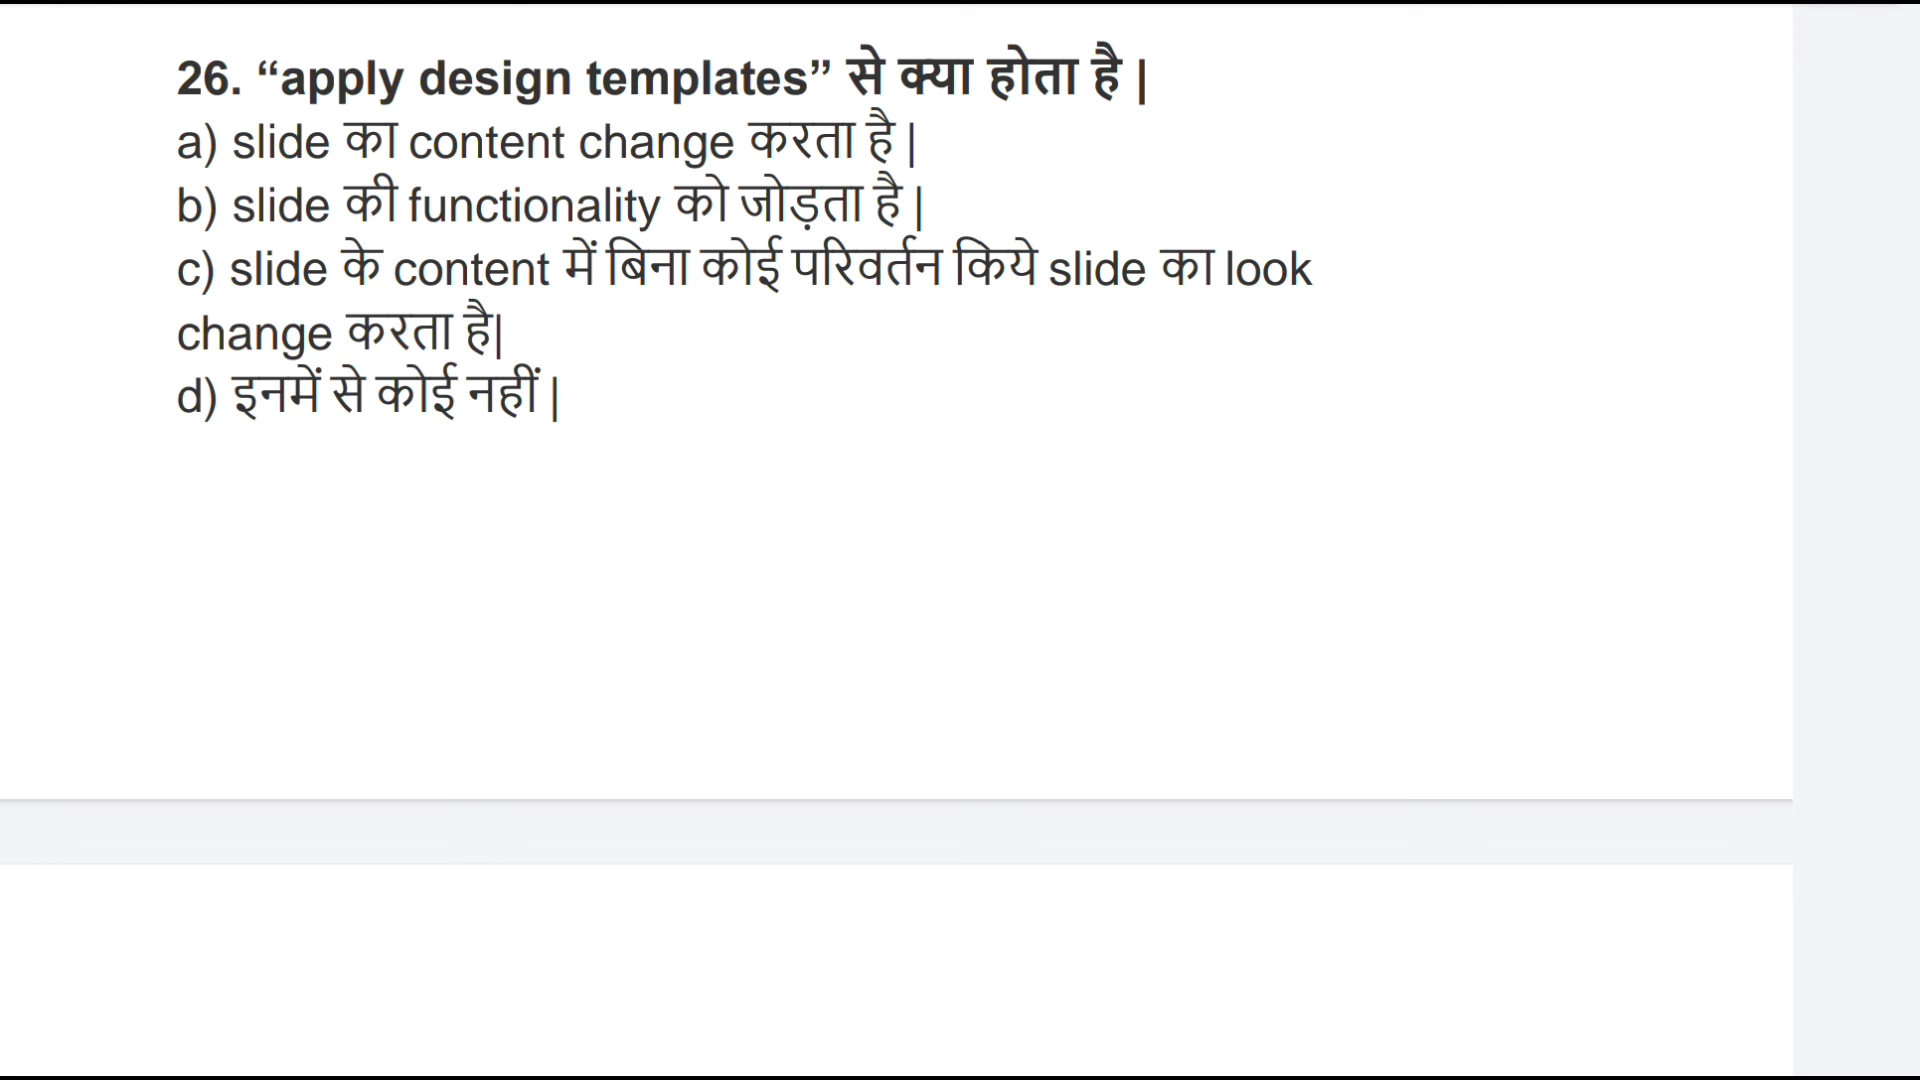 26. “apply design templates” से क्या होता है |
a) slide का content change करता है |
b) slide की functionality को जोड़ता है |
c) slide के content में बिना कोई परिवर्तन किये slide का look
change करता है|
d) इनमें से कोई नहीं |